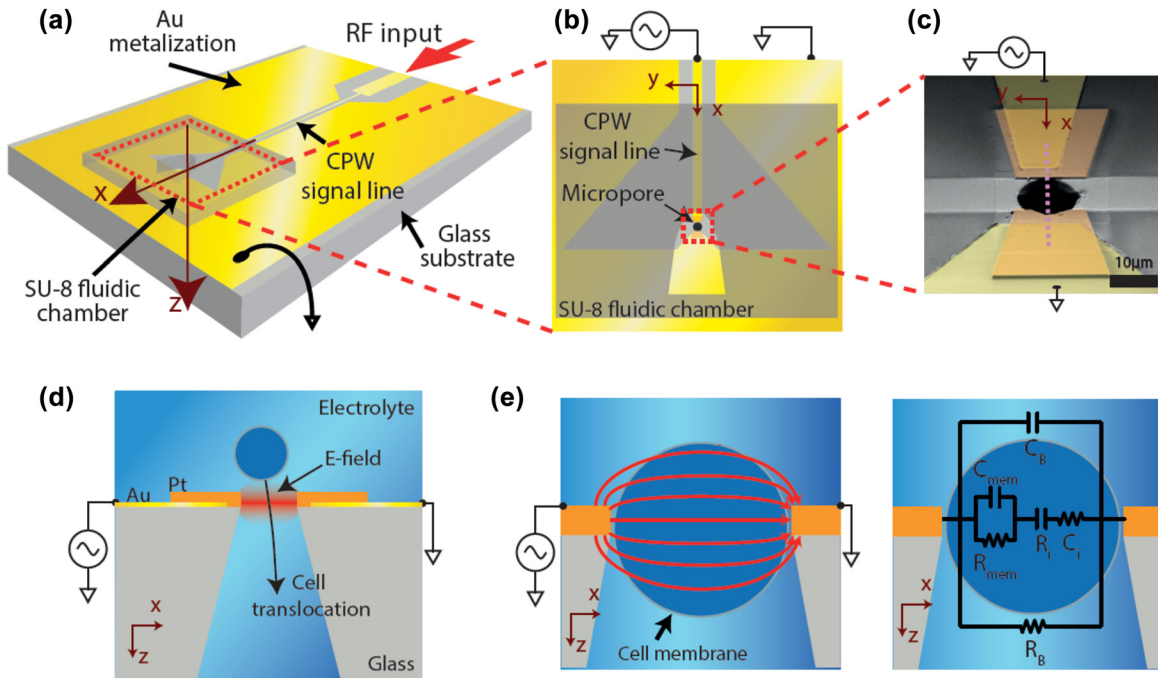 (a)
Au
metalization
RF input
CPW
signal line
Glass
substrate
SU-8 fluidic
chamber
x
z
(b)
y
x
CPW
signal line
Micropore
SU-8 fluidic chamber
(c)
y
x
10μm
(d)
Electrolyte
E-field
Au
Pt
Cell
translocation
x
z
Glass
(e)
x
z
Cell membrane
C_B
C_mem
R_mem
R_i
C_i
R_B
x
z